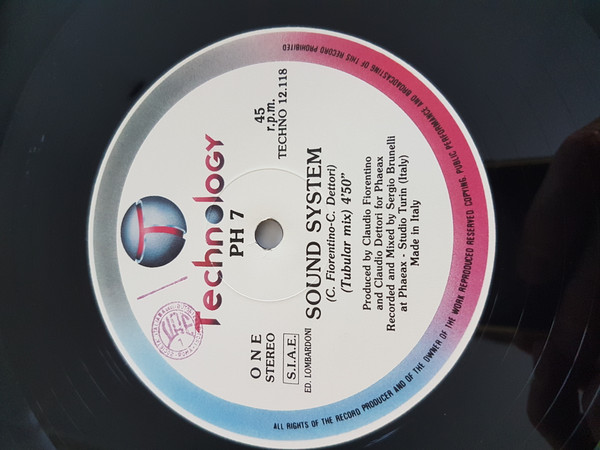 Technology
PH 7
ONE
STEREO
S.I.A.E.
ED. LOMBARDONI
45
r.p.m.
TECHNO 12.118
SOUND SYSTEM
(C. Fiorentino-C. Dettori)
(Tubular mix) 4'50"
Produced by Claudio Fiorentino
and Claudio Dettori for Phaeax
Recorded and Mixed by Sergio Brunelli
at Phaeax - Studio Turin (Italy)
Made in Italy
ALL RIGHTS OF THE RECORD PRODUCER AND OF THE OWNER OF THE WORK REPRODUCED RESERVED. COPYING, PUBLIC PERFORMANCE AND BROADCASTING OF THIS RECORD PROHIBITED